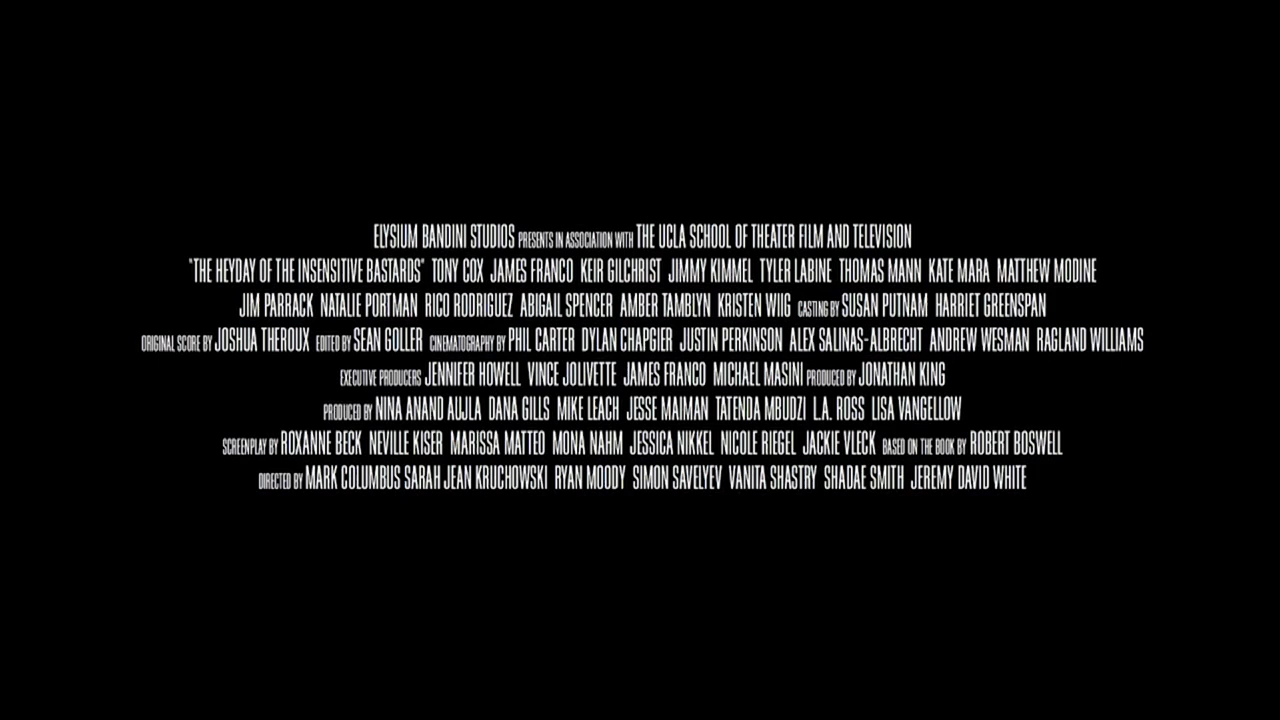 ELYSIUM BANDINI STUDIOS PRESENTS IN ASSOCIATION WITH THE UCLA SCHOOL OF THEATER FILM AND TELEVISION
"THE HEYDAY OF THE INSENSITIVE BASTARDS" TONY COX JAMES FRANCO KEIR GILCHRIST JIMMY KIMMEL TYLER LABINE THOMAS MANN KATE MARA MATTHEW MODINE
JIM PARRACK NATALIE PORTMAN RICO RODRIGUEZ ABIGAIL SPENCER AMBER TAMBLYN KRISTEN WIIG CASTING BY SUSAN PUTNAM HARRIET GREENSPAN
ORIGINAL SCORE BY JOSHUA THEROUX EDITED BY SEAN GOLLER CINEMATOGRAPHY BY PHIL CARTER DYLAN CHAPGIER JUSTIN PERKINSON ALEX SALINAS-ALBRECHT ANDREW WESMAN RAGLAND WILLIAMS
EXECUTIVE PRODUCERS JENNIFER HOWELL VINCE JOLIVETTE JAMES FRANCO MICHAEL MASINI PRODUCED BY JONATHAN KING
PRODUCED BY NINA ANAND AUJLA DANA GILLS MIKE LEACH JESSE MAIMAN TATENDA MBUDZI L.A. ROSS LISA VANGELLOW
SCREENPLAY BY ROXANNE BECK NEVILLE KISER MARISSA MATTEO MONA NAHM JESSICA NIKKEL NICOLE RIEGEL JACKIE VLECK BASED ON THE BOOK BY ROBERT BOSWELL
DIRECTED BY MARK COLUMBUS SARAH JEAN KRUCHOWSKI RYAN MOODY SIMON SAVELYEV VANITA SHASTRY SHADAE SMITH JEREMY DAVID WHITE